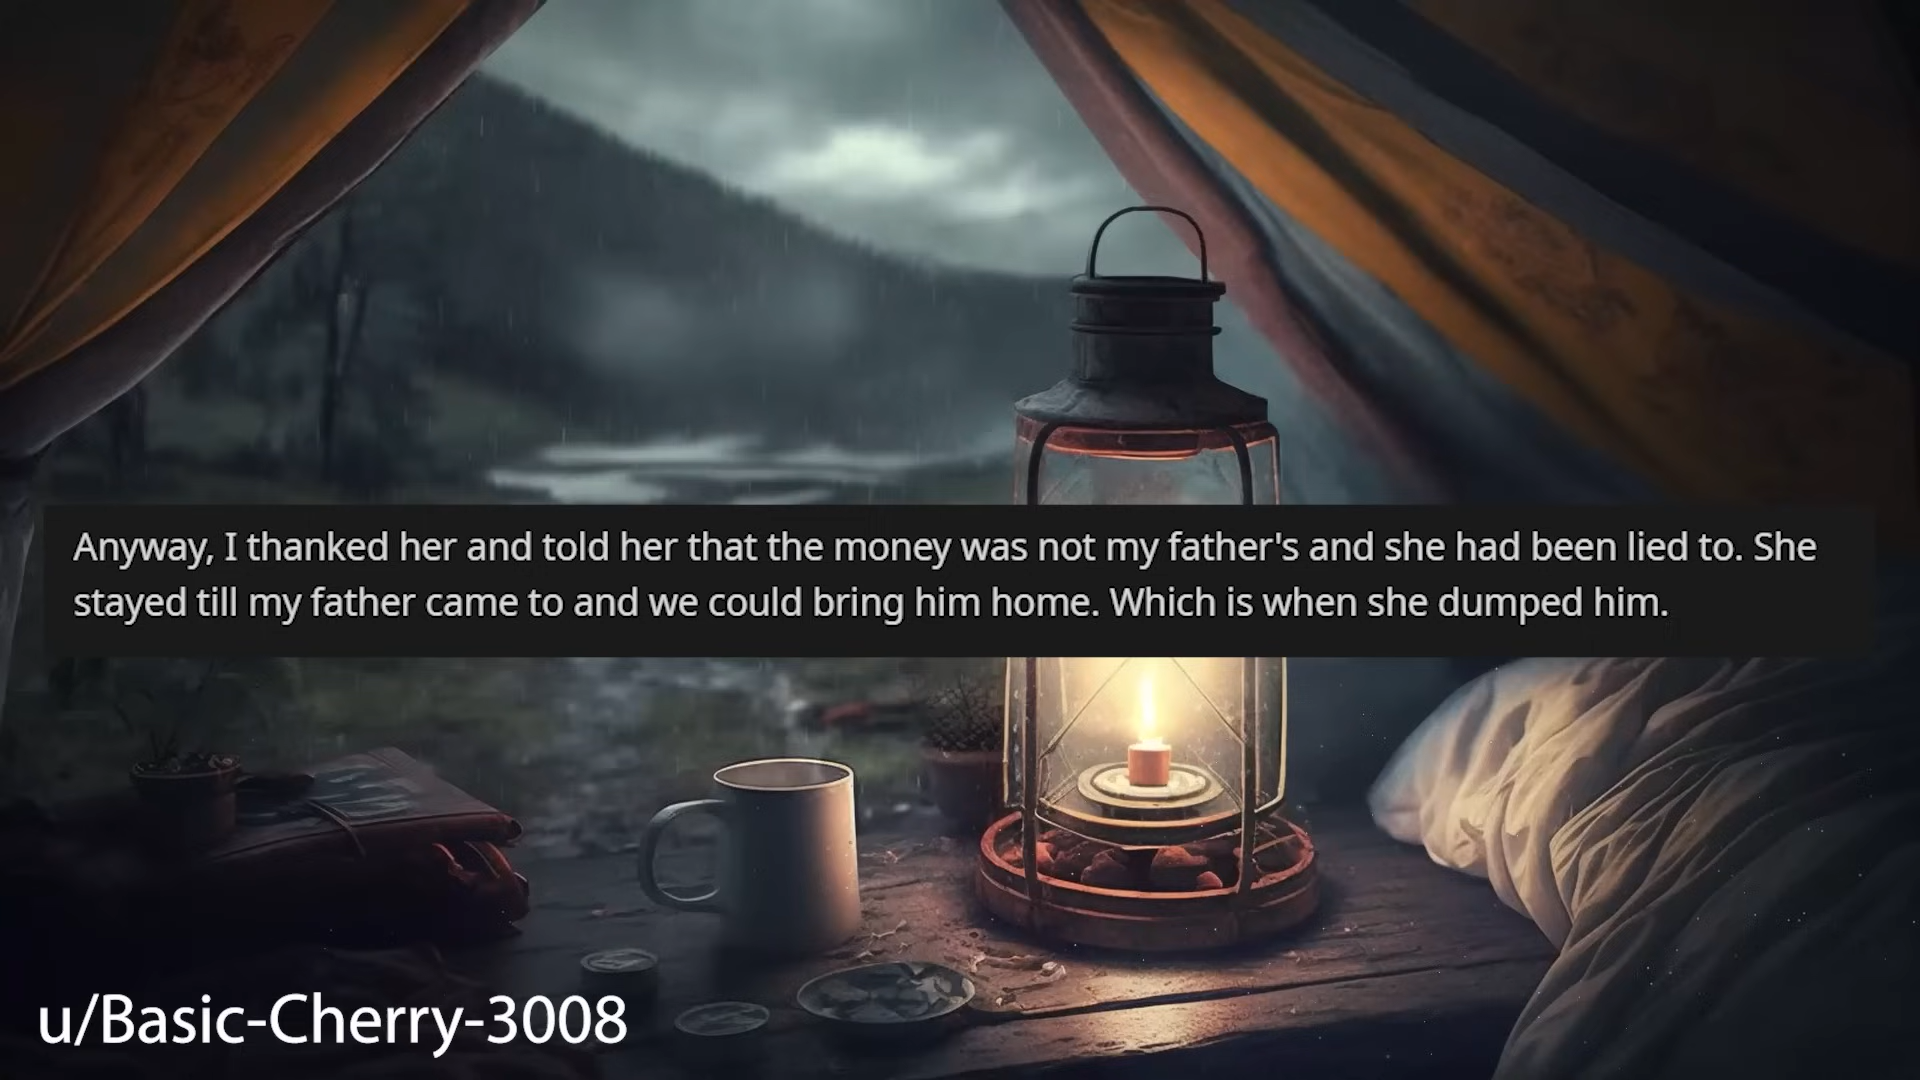 Anyway, I thanked her and told her that the money was not my father's and she had been lied to. She
stayed till my father came to and we could bring him home. Which is when she dumped him.
u/Basic-Cherry-3008